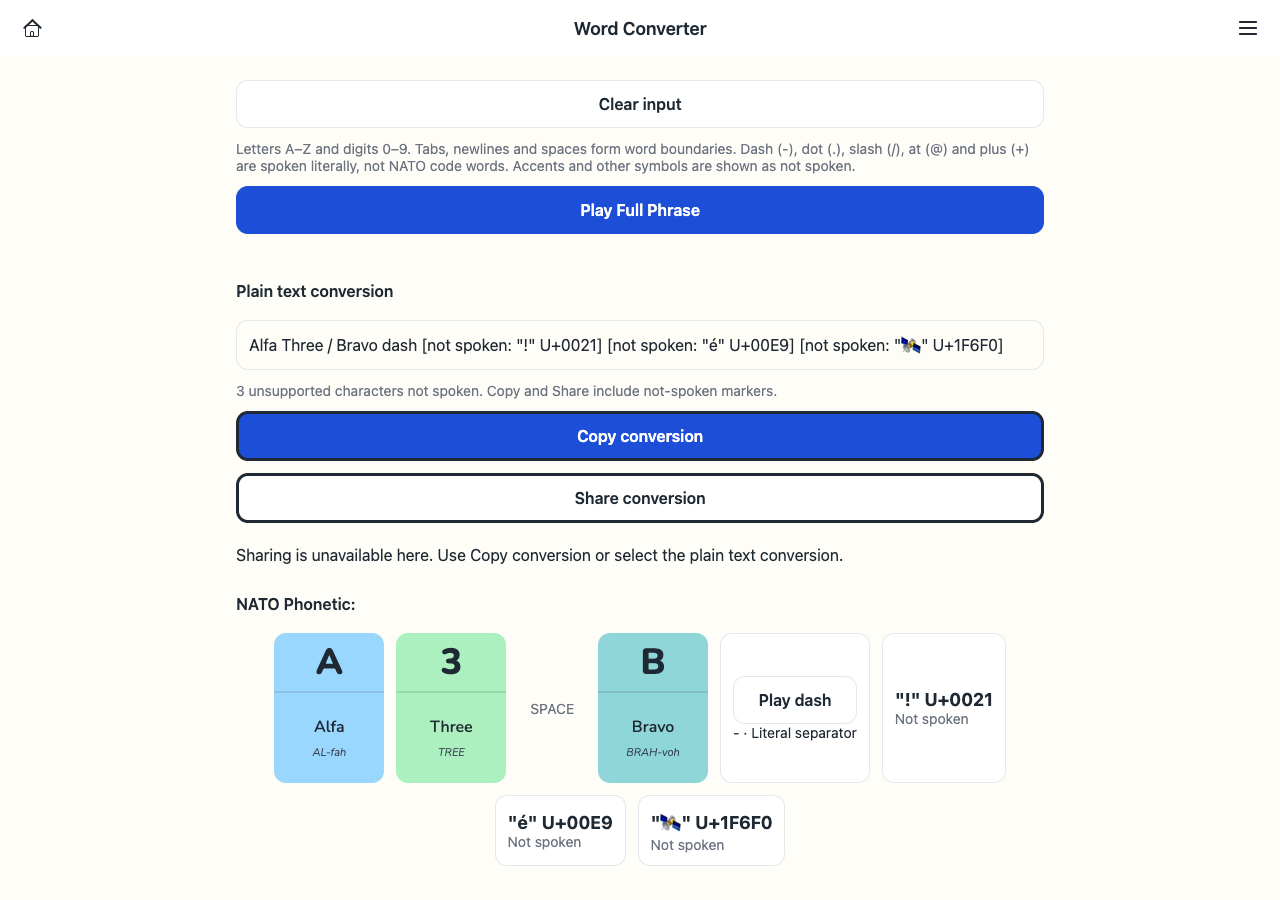 Word Converter
Clear input
Letters A–Z and digits 0–9. Tabs, newlines and spaces form word boundaries. Dash (-), dot (.), slash (/), at (@) and plus (+)
are spoken literally, not NATO code words. Accents and other symbols are shown as not spoken.
Play Full Phrase
Plain text conversion
Alfa Three / Bravo dash [not spoken: "!" U+0021] [not spoken: "é" U+00E9] [not spoken: "🛰" U+1F6F0]
3 unsupported characters not spoken. Copy and Share include not-spoken markers.
Copy conversion
Share conversion
Sharing is unavailable here. Use Copy conversion or select the plain text conversion.
NATO Phonetic:
A
Alfa
AL-fah
3
Three
TREE
SPACE
B
Bravo
BRAH-voh
Play dash
- · Literal separator
"!" U+0021
Not spoken
"é" U+00E9
Not spoken
"🛰" U+1F6F0
Not spoken